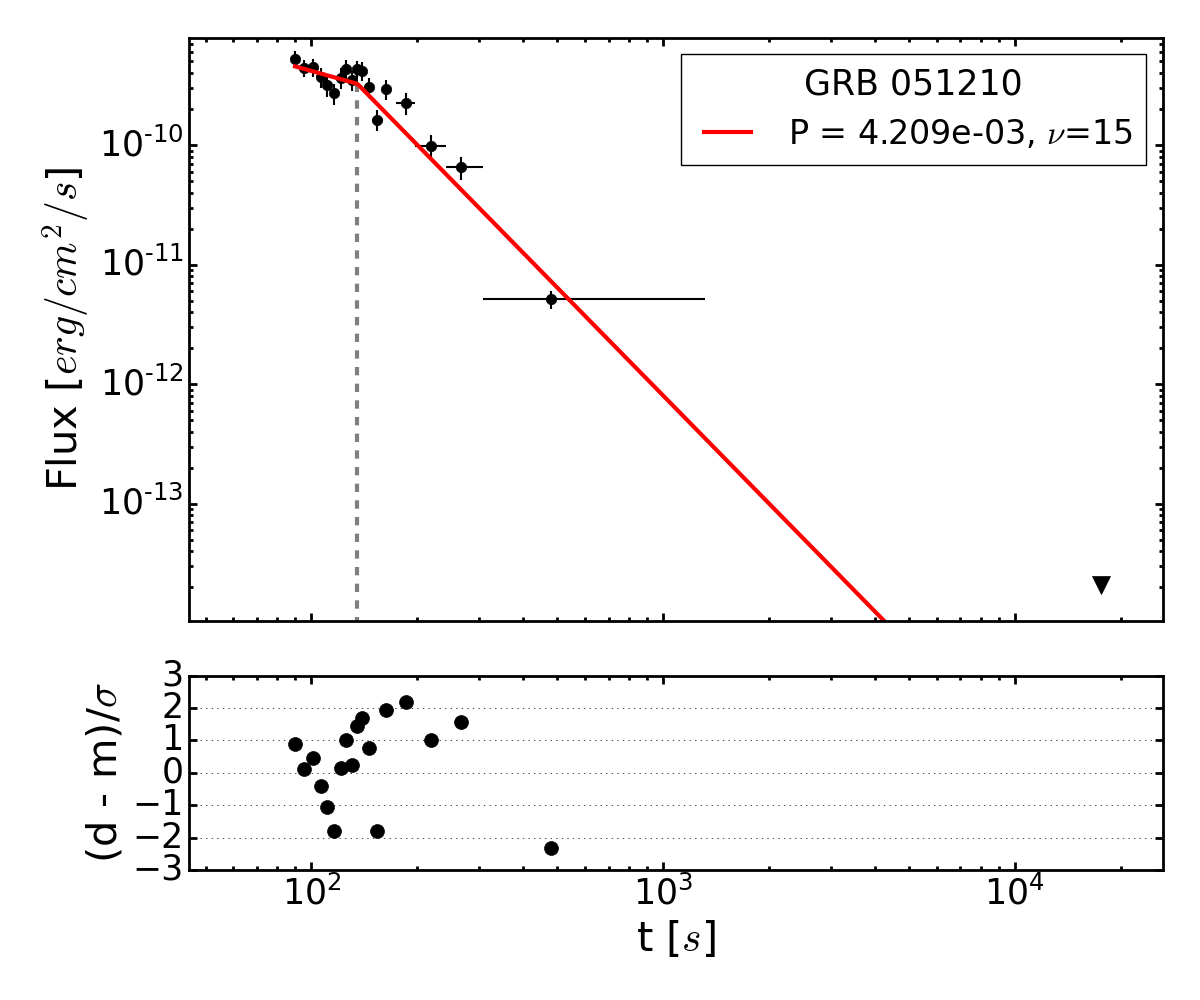 GRB 051210
P = 4.209e-03, ν=15
Flux [erg/cm²/s]
10⁻¹⁰
10⁻¹¹
10⁻¹²
10⁻¹³
(d - m)/σ
3
2
1
0
−1
−2
−3
10² 10³ 10⁴
t [s]